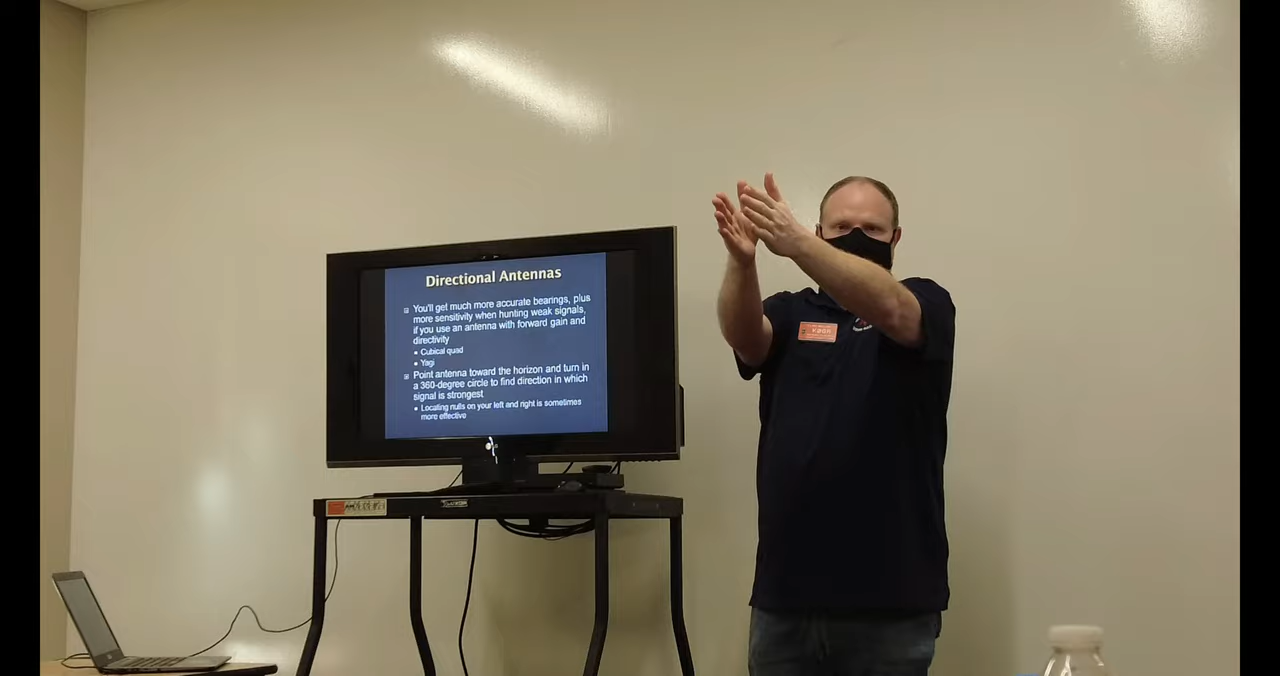 Directional Antennas
You'll get much more accurate bearings, plus
more sensitivity when hunting weak signals,
if you use an antenna with forward gain and
directivity
Cubical quad
Yagi
Point antenna toward the horizon and turn in
a 360-degree circle to find direction in which
signal is strongest
Locating nulls on your left and right is sometimes
more effective
LUXOR